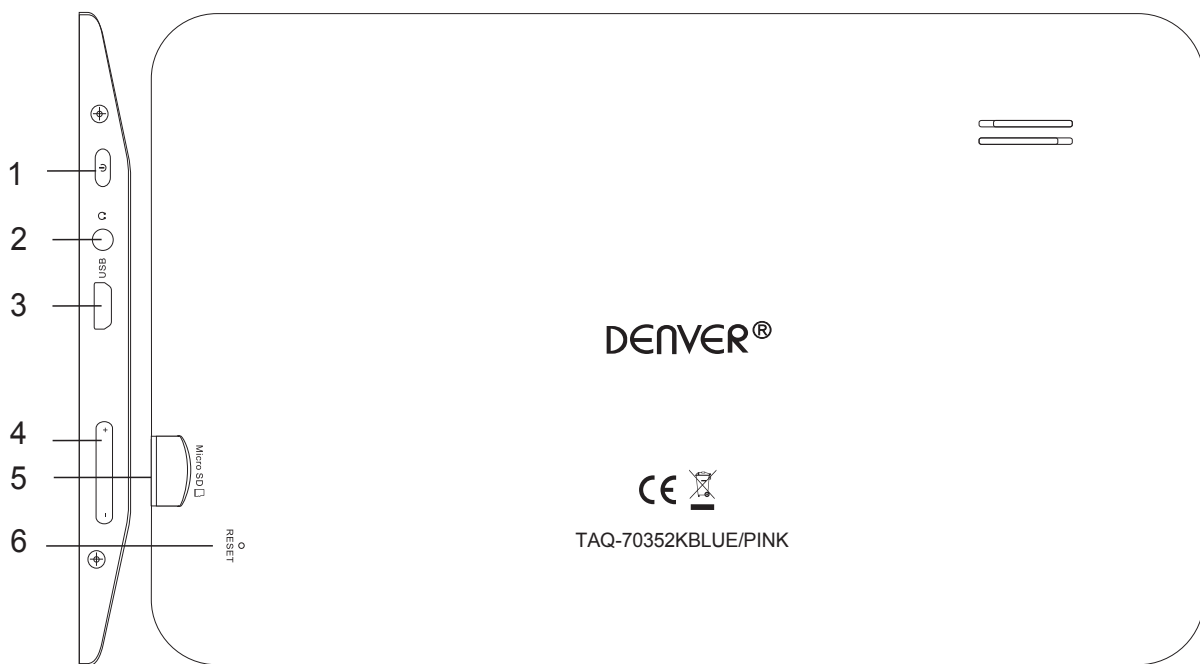 1
2
USB
3
4
+
-
Micro SD
5
RESET
6
DENVER®
CE
TAQ-70352KBLUE/PINK